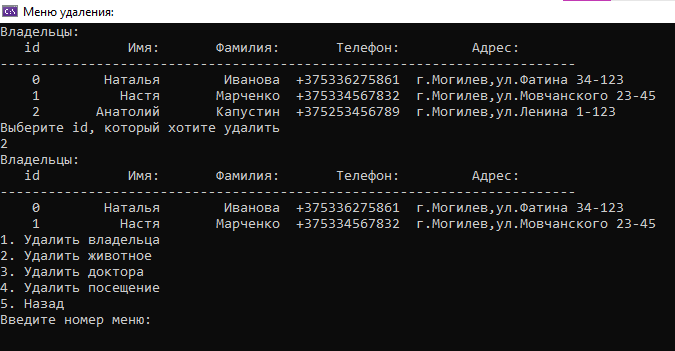 Меню удаления:
Владельцы:
id Имя: Фамилия: Телефон: Адрес:
------------------------------------------------------------------------
0 Наталья Иванова +375336275861 г.Могилев,ул.Фатина 34-123
1 Настя Марченко +375334567832 г.Могилев,ул.Мовчанского 23-45
2 Анатолий Капустин +375253456789 г.Могилев,ул.Ленина 1-123
Выберите id, который хотите удалить
2
Владельцы:
id Имя: Фамилия: Телефон: Адрес:
------------------------------------------------------------------------
0 Наталья Иванова +375336275861 г.Могилев,ул.Фатина 34-123
1 Настя Марченко +375334567832 г.Могилев,ул.Мовчанского 23-45
1. Удалить владельца
2. Удалить животное
3. Удалить доктора
4. Удалить посещение
5. Назад
Введите номер меню: